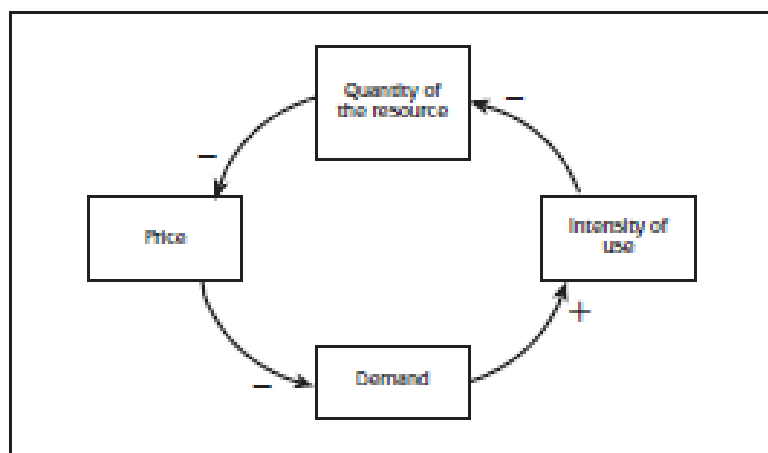 Quantity of
the resource
−
−
Price
Intensity of
use
+
Demand
−